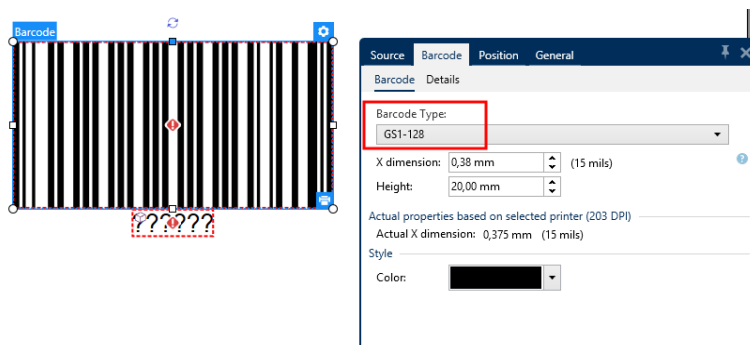 Barcode
??????
Source Barcode Position General
Barcode Details
Barcode Type:
GS1-128
X dimension: 0,38 mm (15 mils)
Height: 20,00 mm
Actual properties based on selected printer (203 DPI)
Actual X dimension: 0,375 mm (15 mils)
Style
Color: